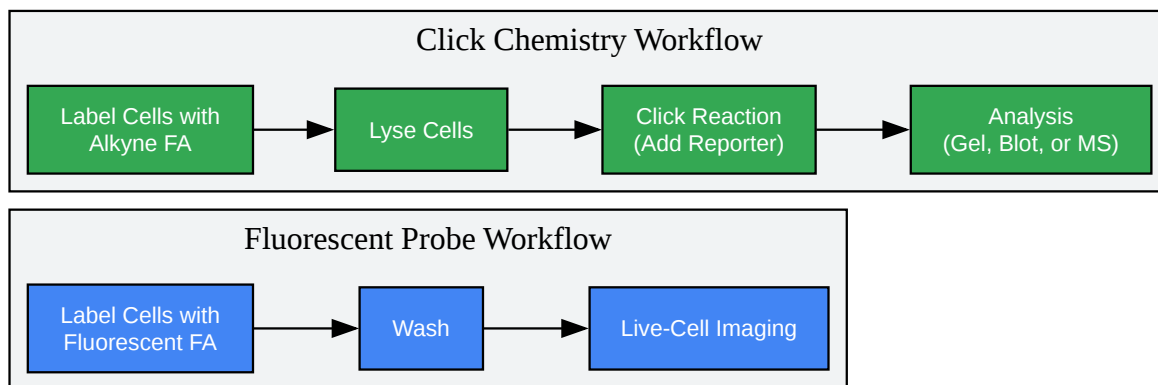 Click Chemistry Workflow
Label Cells with
Alkyne FA
Lyse Cells
Click Reaction
(Add Reporter)
Analysis
(Gel, Blot, or MS)
Fluorescent Probe Workflow
Label Cells with
Fluorescent FA
Wash
Live-Cell Imaging